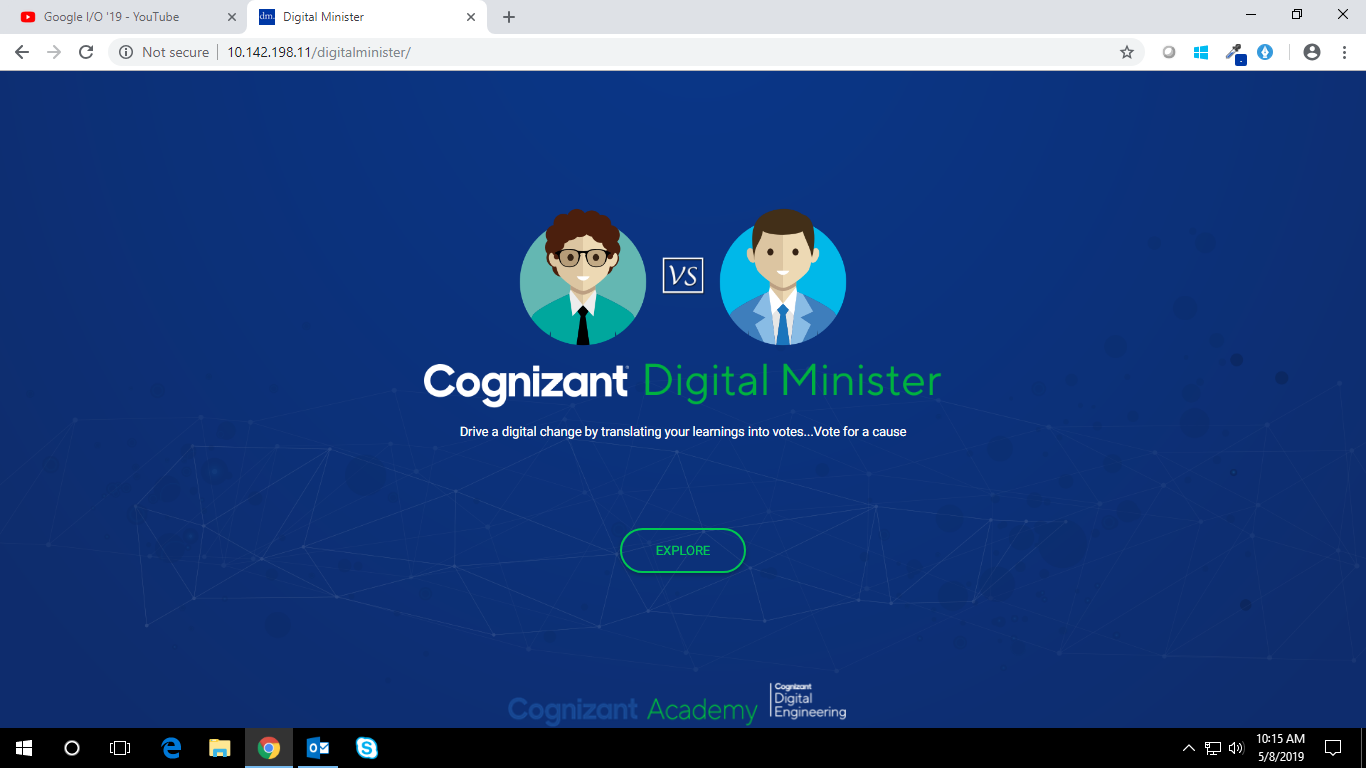 Google I/O '19 - YouTube
dm.
Digital Minister
Not secure
10.142.198.11/digitalminister/
VS
Cognizant Digital Minister
Drive a digital change by translating your learnings into votes...Vote for a cause
EXPLORE
Cognizant Academy
Cognizant
Digital
Engineering
10:15 AM
5/8/2019